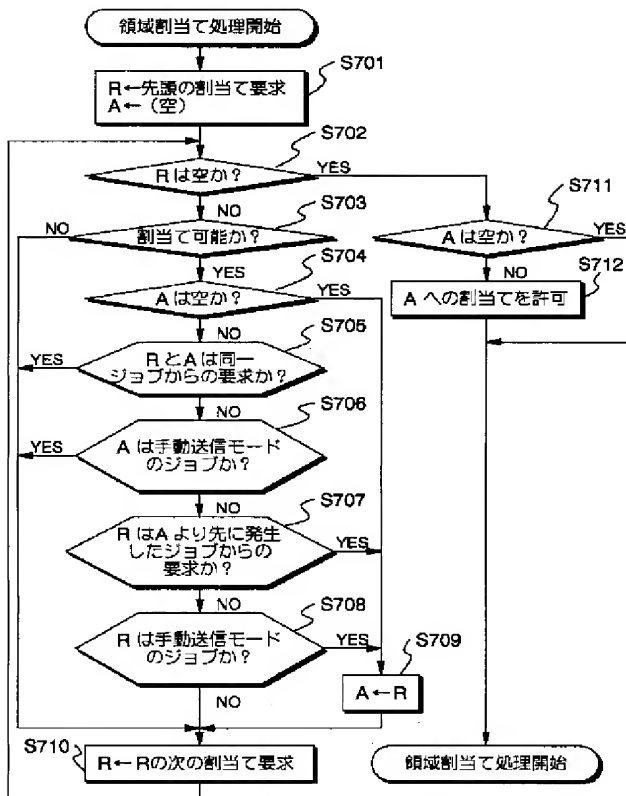 領域割当て処理開始
S701
R←先頭の割当て要求
A←（空）
S702
Rは空か？
YES
NO
S703
割当て可能か？
NO
YES
S704
Aは空か？
YES
NO
S705
RとAは同一
ジョブからの要求か？
YES
NO
S706
Aは手動送信モード
のジョブか？
YES
NO
S707
RはAより先に発生
したジョブからの
要求か？
YES
NO
S708
Rは手動送信モード
のジョブか？
YES
NO
S709
A←R
S710
R←Rの次の割当て要求
S711
Aは空か？
YES
NO
S712
Aへの割当てを許可
領域割当て処理開始